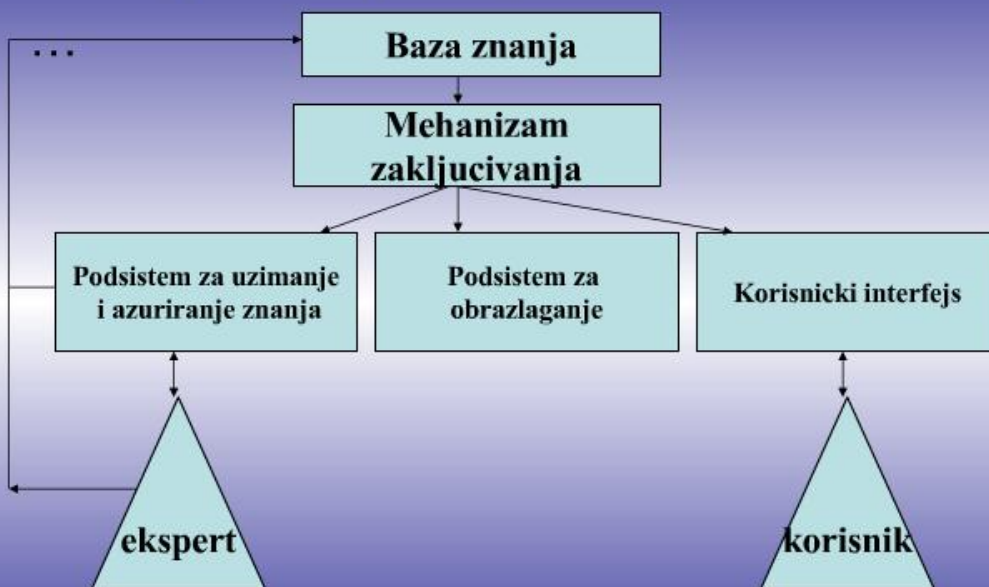 ...
Baza znanja
Mehanizam
zakljucivanja
Podsistem za uzimanje
i azuriranje znanja
Podsistem za
obrazlaganje
Korisnicki interfejs
ekspert
korisnik